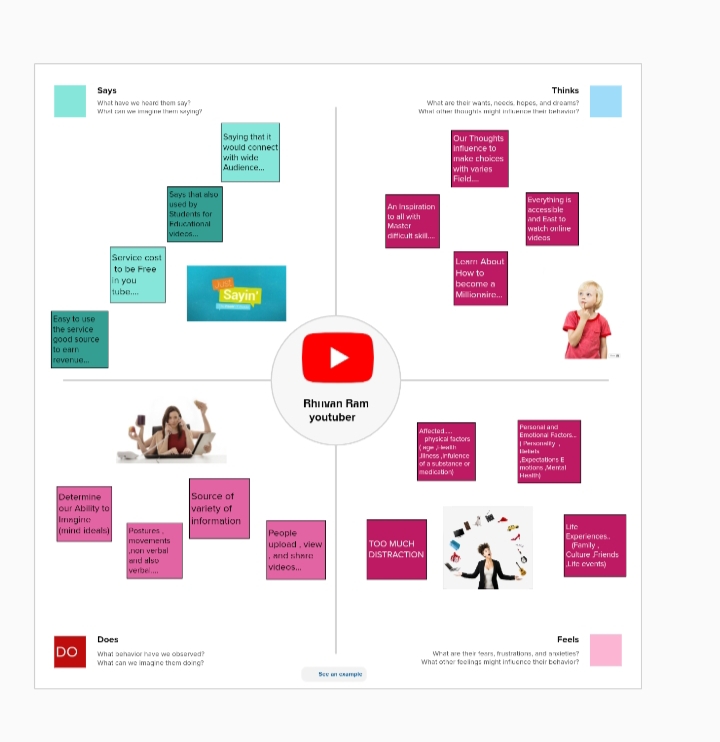 Says
What have we heard them say?
What can we imagine them saying?
Thinks
What are their wants, needs, hopes, and dreams?
What other thoughts might influence their behavior?
Saying that it
would connect
with wide
Audience...
Says that also
used by
Students for
Educational
videos...
Service cost
to be Free
in you
tube....
Easy to use
the service
good source
to earn
revenue...
Just
Sayin'
Our Thoughts
influence to
make choices
with varies
Field....
An Inspiration
to all with
Master
difficult skill...
Everything is
accessible
and East to
watch online
videos
Learn About
How to
become a
Millionaire...
Bhuvan Ram
youtuber
Determine
our Ability to
Imagine
(mind ideals)
Postures ,
movements
,non verbal
and also
verbal....
Source of
variety of
information
People
upload , view
, and share
videos...
Affected....
physical factors
( age ,Health
,illness ,infulence
of a substance or
medication)
Personal and
Emotional Factors..
( Personality ,
Beliefs
,Expectations E
motions ,Mental
Health)
TOO MUCH
DISTRACTION
Life
Experiences..
(Family ,
Culture ,Friends
,Life events)
DO
Does
What behavior have we observed?
What can we imagine them doing?
Feels
What are their fears, frustrations, and anxieties?
What other feelings might influence their behavior?
See an example